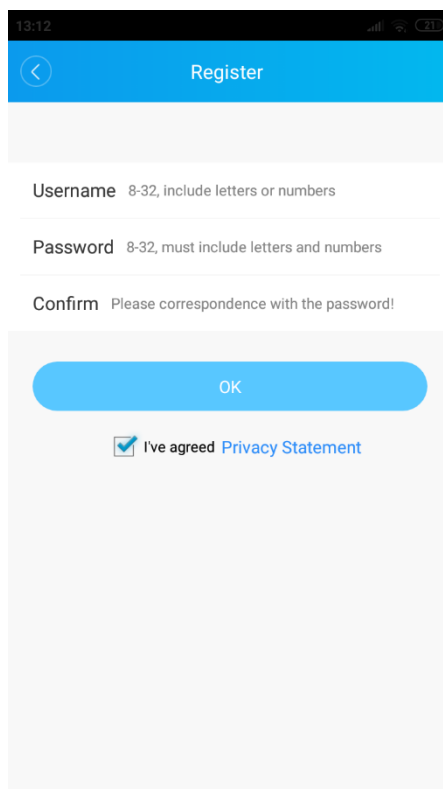 13:12 21
Register
Username 8-32, include letters or numbers
Password 8-32, must include letters and numbers
Confirm Please correspondence with the password!
OK
I've agreed Privacy Statement